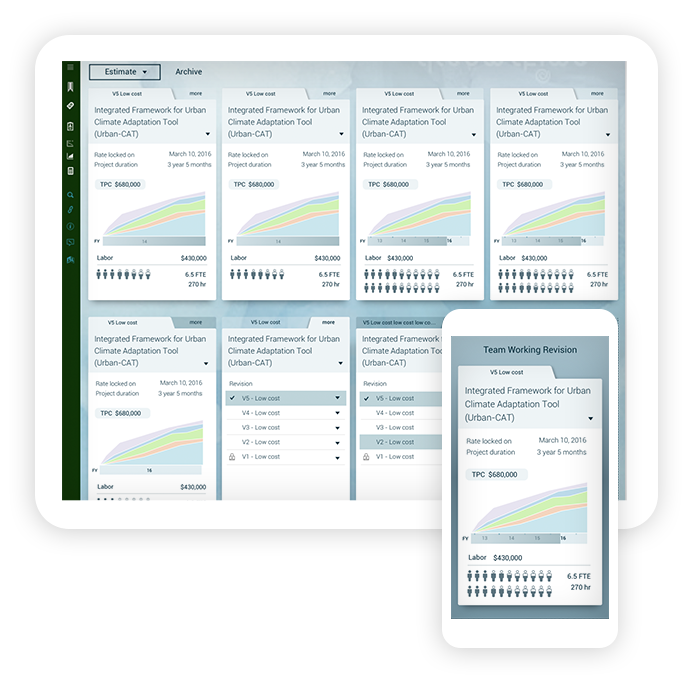 Estimate
Archive
V5 Low cost more
Integrated Framework for Urban
Climate Adaptation Tool
(Urban-CAT)
Rate locked on March 10, 2016
Project duration 3 year 5 months
TPC $680,000
FY 14
Labor $430,000
6.5 FTE
270 hr
V5 Low cost more
Integrated Framework for Urban
Climate Adaptation Tool
(Urban-CAT)
Rate locked on March 10, 2016
Project duration 3 year 5 months
TPC $680,000
FY 14
Labor $430,000
6.5 FTE
270 hr
V5 Low cost more
Integrated Framework for Urban
Climate Adaptation Tool
(Urban-CAT)
Rate locked on March 10, 2016
Project duration 3 year 5 months
TPC $680,000
FY 13 14 15 16
Labor $430,000
6.5 FTE
270 hr
V5 Low cost more
Integrated Framework for Urban
Climate Adaptation Tool
(Urban-CAT)
Rate locked on March 10, 2016
Project duration 3 year 5 months
TPC $680,000
FY 13 14 15 16
Labor $430,000
6.5 FTE
270 hr
V5 Low cost more
Integrated Framework for Urban
Climate Adaptation Tool
(Urban-CAT)
Rate locked on March 10, 2016
Project duration 3 year 5 months
TPC $680,000
FY 16
Labor $430,000
V5 Low cost more
Integrated Framework for Urban
Climate Adaptation Tool
(Urban-CAT)
Revision
V5 - Low cost
V4 - Low cost
V3 - Low cost
V2 - Low cost
V1 - Low cost
V5 Low cost low cost low co...
Integrated Framework
Climate Adaptation
(Urban-CAT)
Revision
V5 - Low cost
V4 - Low cost
V3 - Low cost
V2 - Low cost
V1 - Low cost
Team Working Revision
V5 Low cost
Integrated Framework for Urban
Climate Adaptation Tool
(Urban-CAT)
Rate locked on March 10, 2016
Project duration 3 year 5 months
TPC $680,000
FY 13 14 15 16
Labor $430,000
6.5 FTE
270 hr